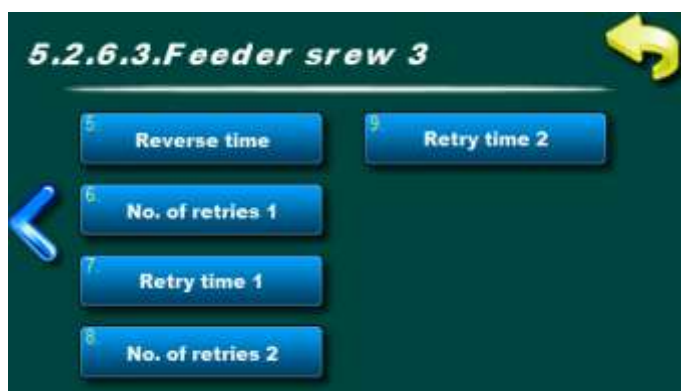 5.2.6.3.Feeder srew 3
5.
Reverse time
6.
No. of retries 1
7.
Retry time 1
8.
No. of retries 2
9.
Retry time 2